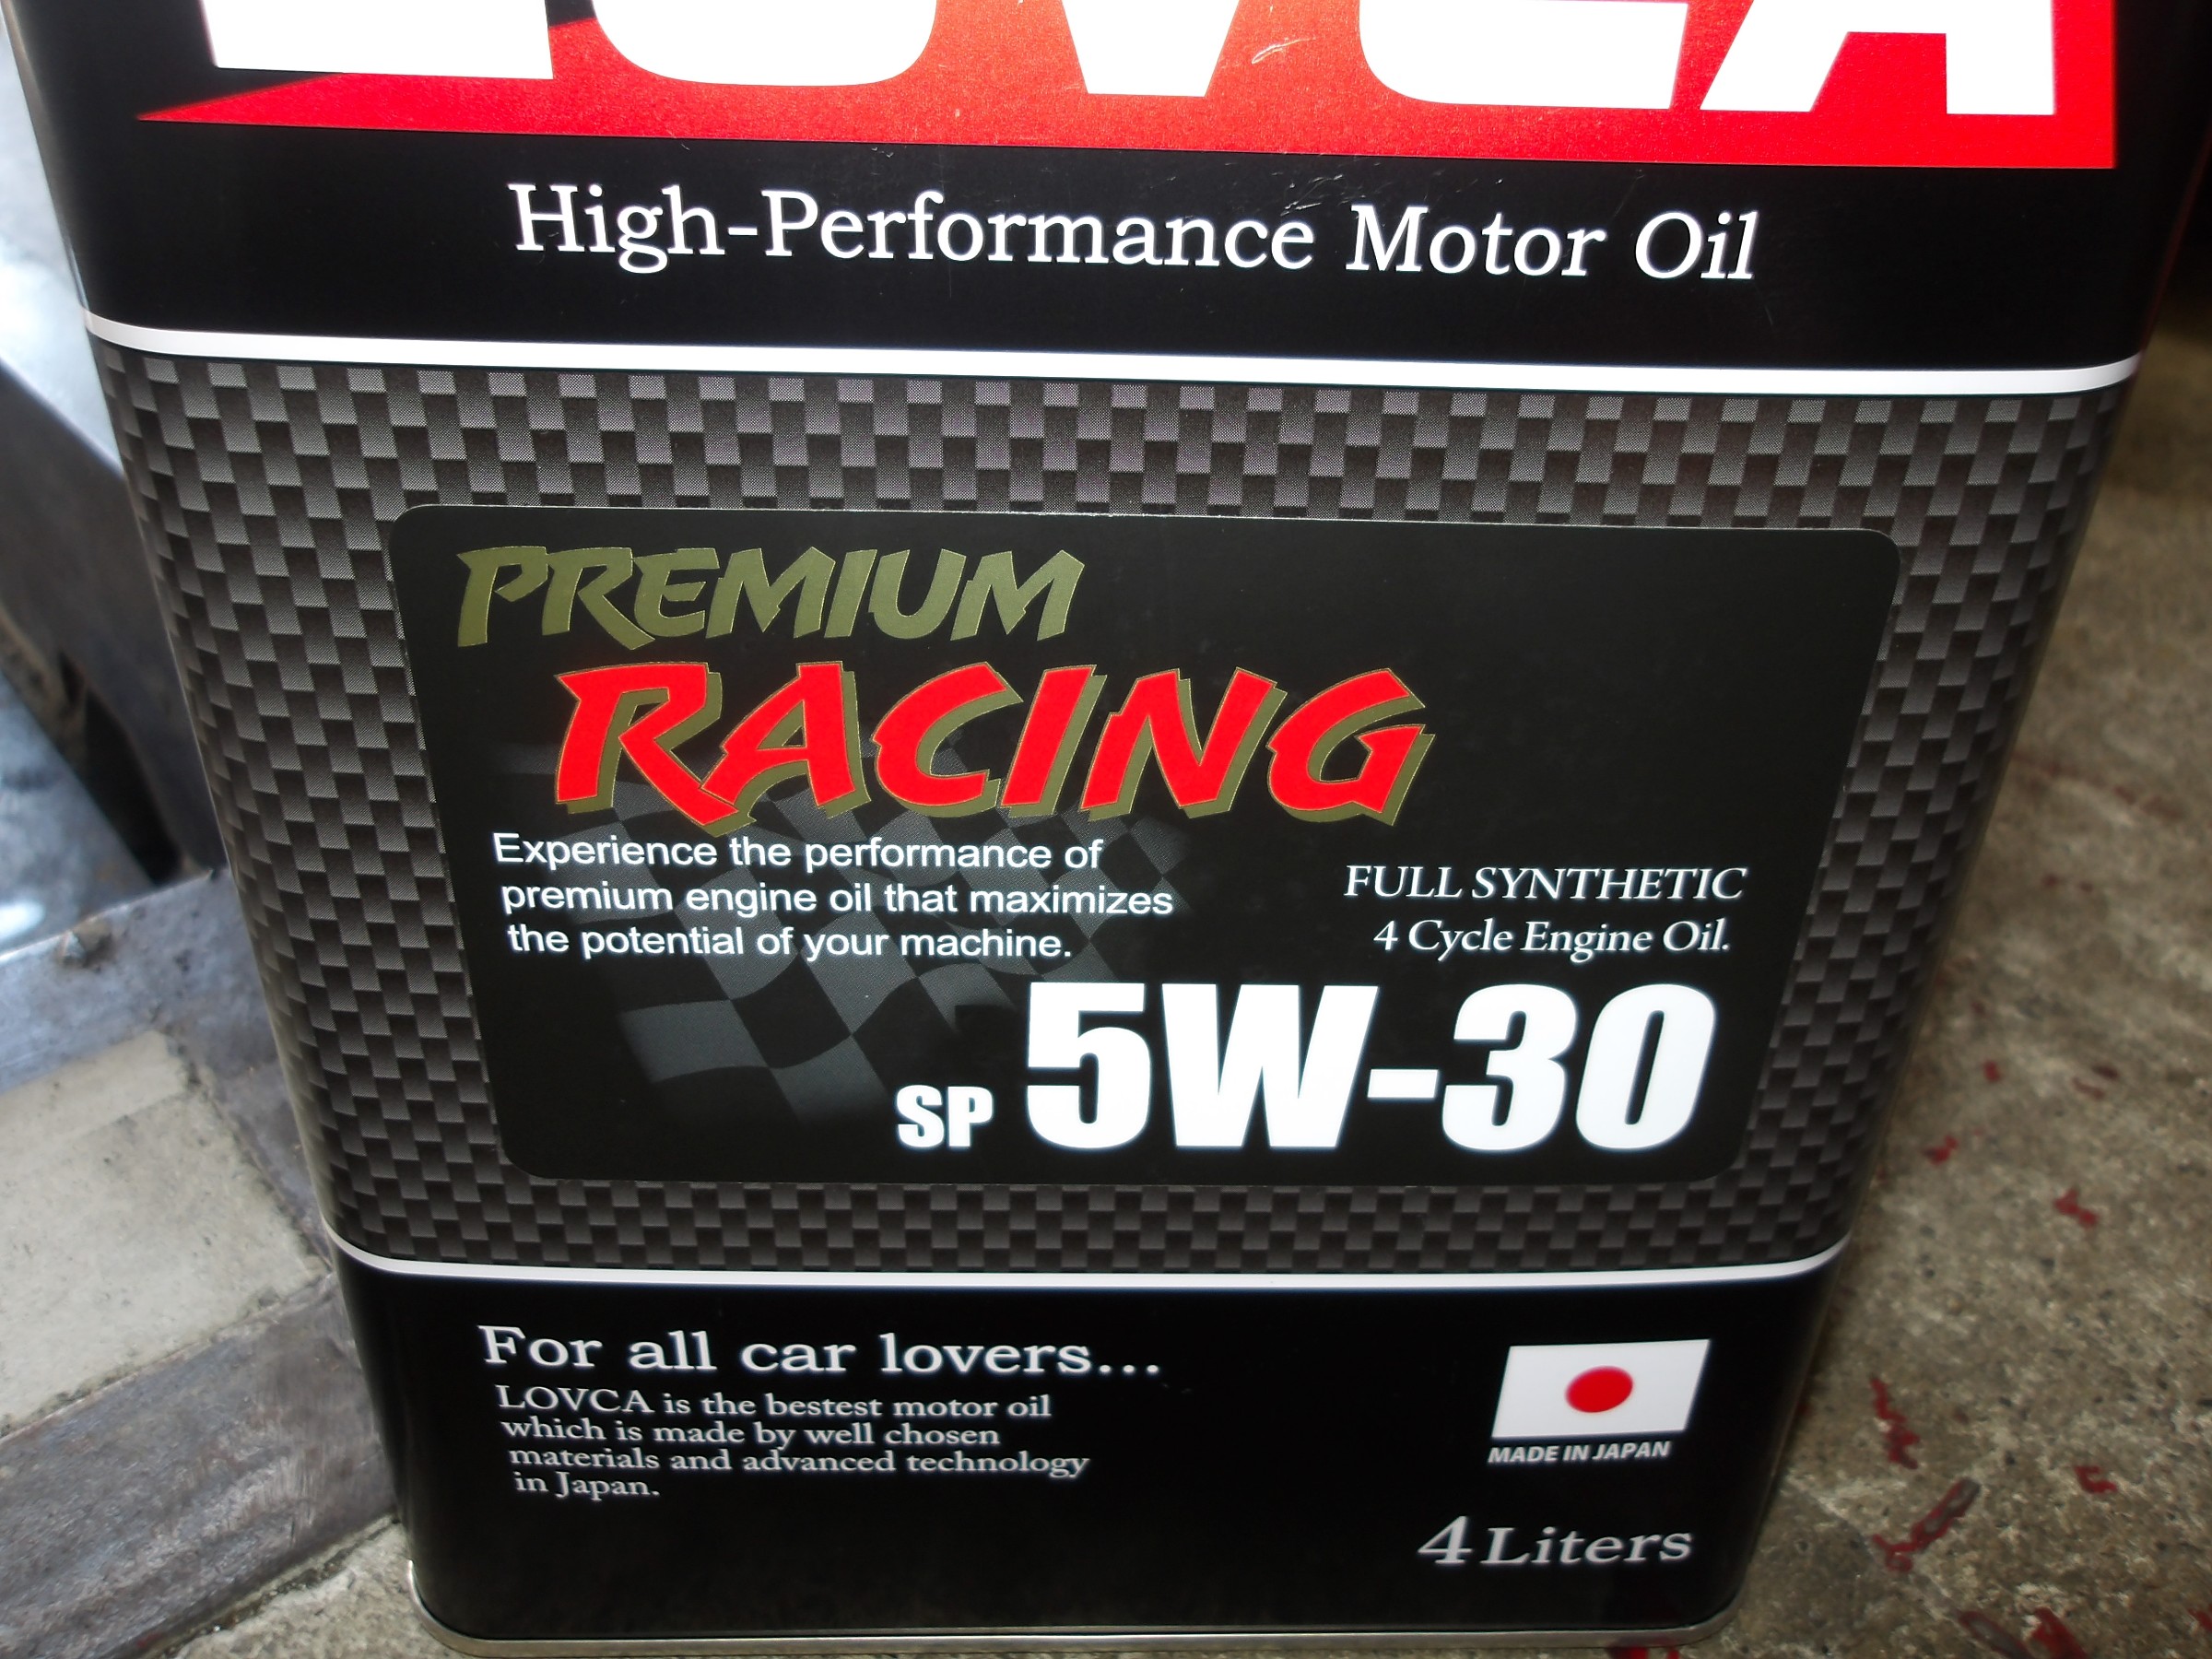 LOVCA
High-Performance Motor Oil
PREMIUM
RACING
Experience the performance of
premium engine oil that maximizes
the potential of your machine.
FULL SYNTHETIC
4 Cycle Engine Oil.
SP 5W-30
For all car lovers...
LOVCA is the bestest motor oil
which is made by well chosen
materials and advanced technology
in Japan.
MADE IN JAPAN
4 Liters